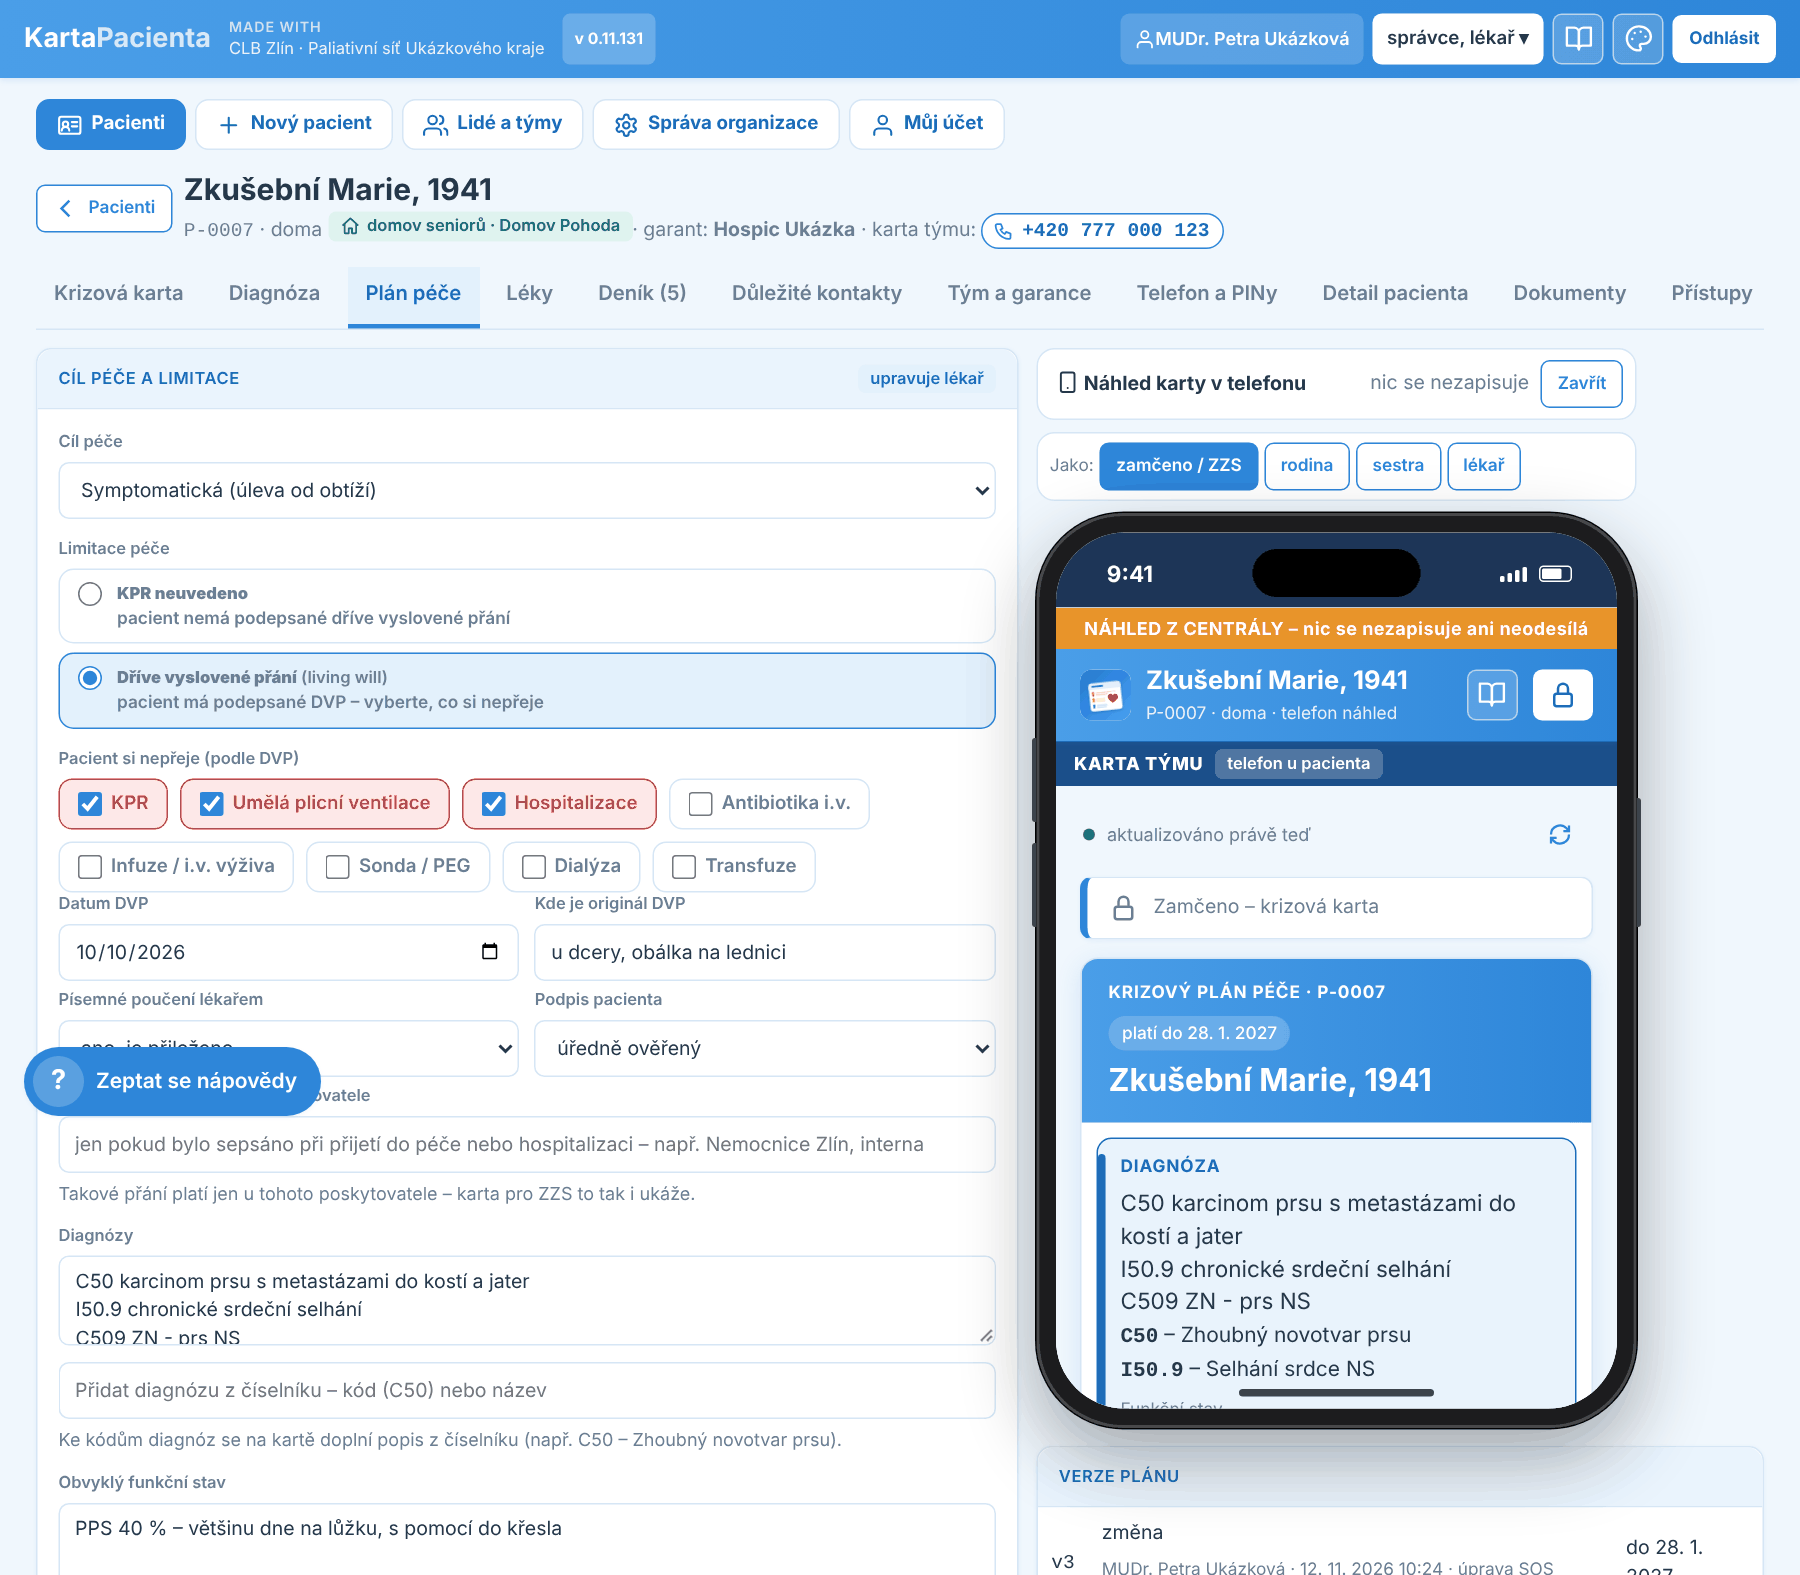 KartaPacienta
MADE WITH
CLB Zlín · Paliativní síť Ukázkového kraje
v 0.11.131
MUDr. Petra Ukázková
správce, lékař ▾
Odhlásit
Pacienti
Nový pacient
Lidé a týmy
Správa organizace
Můj účet
Pacienti
Zkušební Marie, 1941
P-0007 · doma domov seniorů · Domov Pohoda · garant: Hospic Ukázka · karta týmu: +420 777 000 123
Krizová karta
Diagnóza
Plán péče
Léky
Deník (5)
Důležité kontakty
Tým a garance
Telefon a PINy
Detail pacienta
Dokumenty
Přístupy
CÍL PÉČE A LIMITACE
upravuje lékař
Cíl péče
Symptomatická (úleva od obtíží)
Limitace péče
KPR neuvedeno
pacient nemá podepsané dříve vyslovené přání
Dříve vyslovené přání (living will)
pacient má podepsané DVP – vyberte, co si nepřeje
Pacient si nepřeje (podle DVP)
KPR
Umělá plicní ventilace
Hospitalizace
Antibiotika i.v.
Infuze / i.v. výživa
Sonda / PEG
Dialýza
Transfuze
Datum DVP
Kde je originál DVP
10/10/2026
u dcery, obálka na lednici
Písemné poučení lékařem
Podpis pacienta
úředně ověřený
? Zeptat se nápovědy
jen pokud bylo sepsáno při přijetí do péče nebo hospitalizaci – např. Nemocnice Zlín, interna
Takové přání platí jen u tohoto poskytovatele – karta pro ZZS to tak i ukáže.
Diagnózy
C50 karcinom prsu s metastázami do kostí a jater
I50.9 chronické srdeční selhání
C509 ZN - prs NS
Přidat diagnózu z číselníku – kód (C50) nebo název
Ke kódům diagnóz se na kartě doplní popis z číselníku (např. C50 – Zhoubný novotvar prsu).
Obvyklý funkční stav
PPS 40 % – většinu dne na lůžku, s pomocí do křesla
Náhled karty v telefonu
nic se nezapisuje
Zavřít
Jako:
zamčeno / ZZS
rodina
sestra
lékař
9:41
NÁHLED Z CENTRÁLY – nic se nezapisuje ani neodesílá
Zkušební Marie, 1941
P-0007 · doma · telefon náhled
KARTA TÝMU
telefon u pacienta
aktualizováno právě teď
Zamčeno – krizová karta
KRIZOVÝ PLÁN PÉČE · P-0007
platí do 28. 1. 2027
Zkušební Marie, 1941
DIAGNÓZA
C50 karcinom prsu s metastázami do
kostí a jater
I50.9 chronické srdeční selhání
C509 ZN - prs NS
C50 – Zhoubný novotvar prsu
I50.9 – Selhání srdce NS
VERZE PLÁNU
v3
změna
MUDr. Petra Ukázková · 12. 11. 2026 10:24 · úprava SOS
do 28. 1.
2027